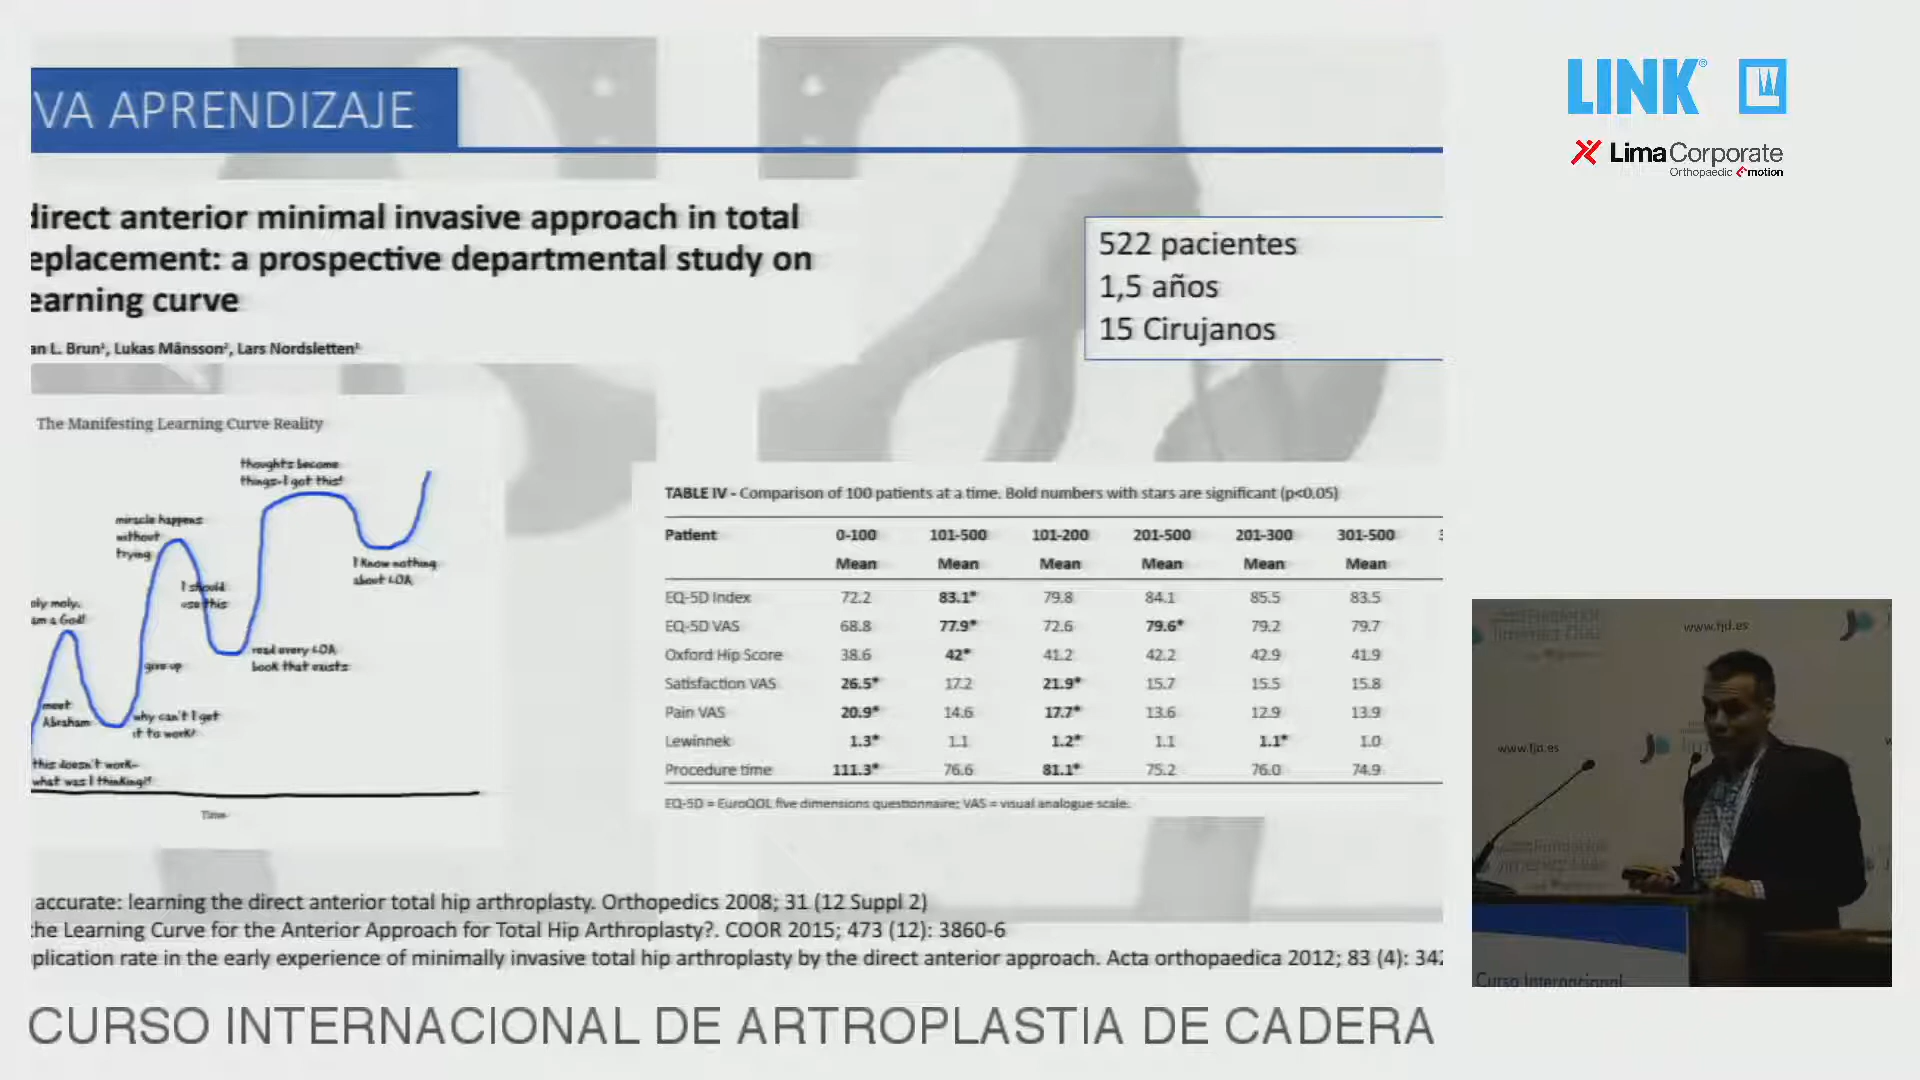 VA APRENDIZAJE
direct anterior minimal invasive approach in total
eplacement: a prospective departmental study on
earning curve
an L. Brun¹, Lukas Månsson², Lars Nordsletten¹
522 pacientes
1,5 años
15 Cirujanos
The Manifesting Learning Curve Reality
thoughts become
things-I got this!
miracle happens
without
trying
I Know nothing
about LOA
I should
use this
oly moly.
am a God!
read every LOA
book that exists
give up
meet
Abraham
why can't I get
it to work?
this doesn't work-
what was I thinking?!
Time
TABLE IV - Comparison of 100 patients at a time. Bold numbers with stars are significant (p<0.05)
Patient 0-100 101-500 101-200 201-500 201-300 301-500
Mean Mean Mean Mean Mean Mean
EQ-5D Index 72.2 83.1* 79.8 84.1 85.5 83.5
EQ-5D VAS 68.8 77.9* 72.6 79.6* 79.2 79.7
Oxford Hip Score 38.6 42* 41.2 42.2 42.9 41.9
Satisfaction VAS 26.5* 17.2 21.9* 15.7 15.5 15.8
Pain VAS 20.9* 14.6 17.7* 13.6 12.9 13.9
Lewinnek 1.3* 1.1 1.2* 1.1 1.1* 1.0
Procedure time 111.3* 76.6 81.1* 75.2 76.0 74.9
EQ-5D = EuroQOL five dimensions questionnaire; VAS = visual analogue scale.
accurate: learning the direct anterior total hip arthroplasty. Orthopedics 2008; 31 (12 Suppl 2)
the Learning Curve for the Anterior Approach for Total Hip Arthroplasty?. COOR 2015; 473 (12): 3860-6
plication rate in the early experience of minimally invasive total hip arthroplasty by the direct anterior approach. Acta orthopaedica 2012; 83 (4): 342
CURSO INTERNACIONAL DE ARTROPLASTIA DE CADERA
LINK®
LimaCorporate
Orthopaedic emotion
www.fjd.es
www.fjd.es
Curso Internacional